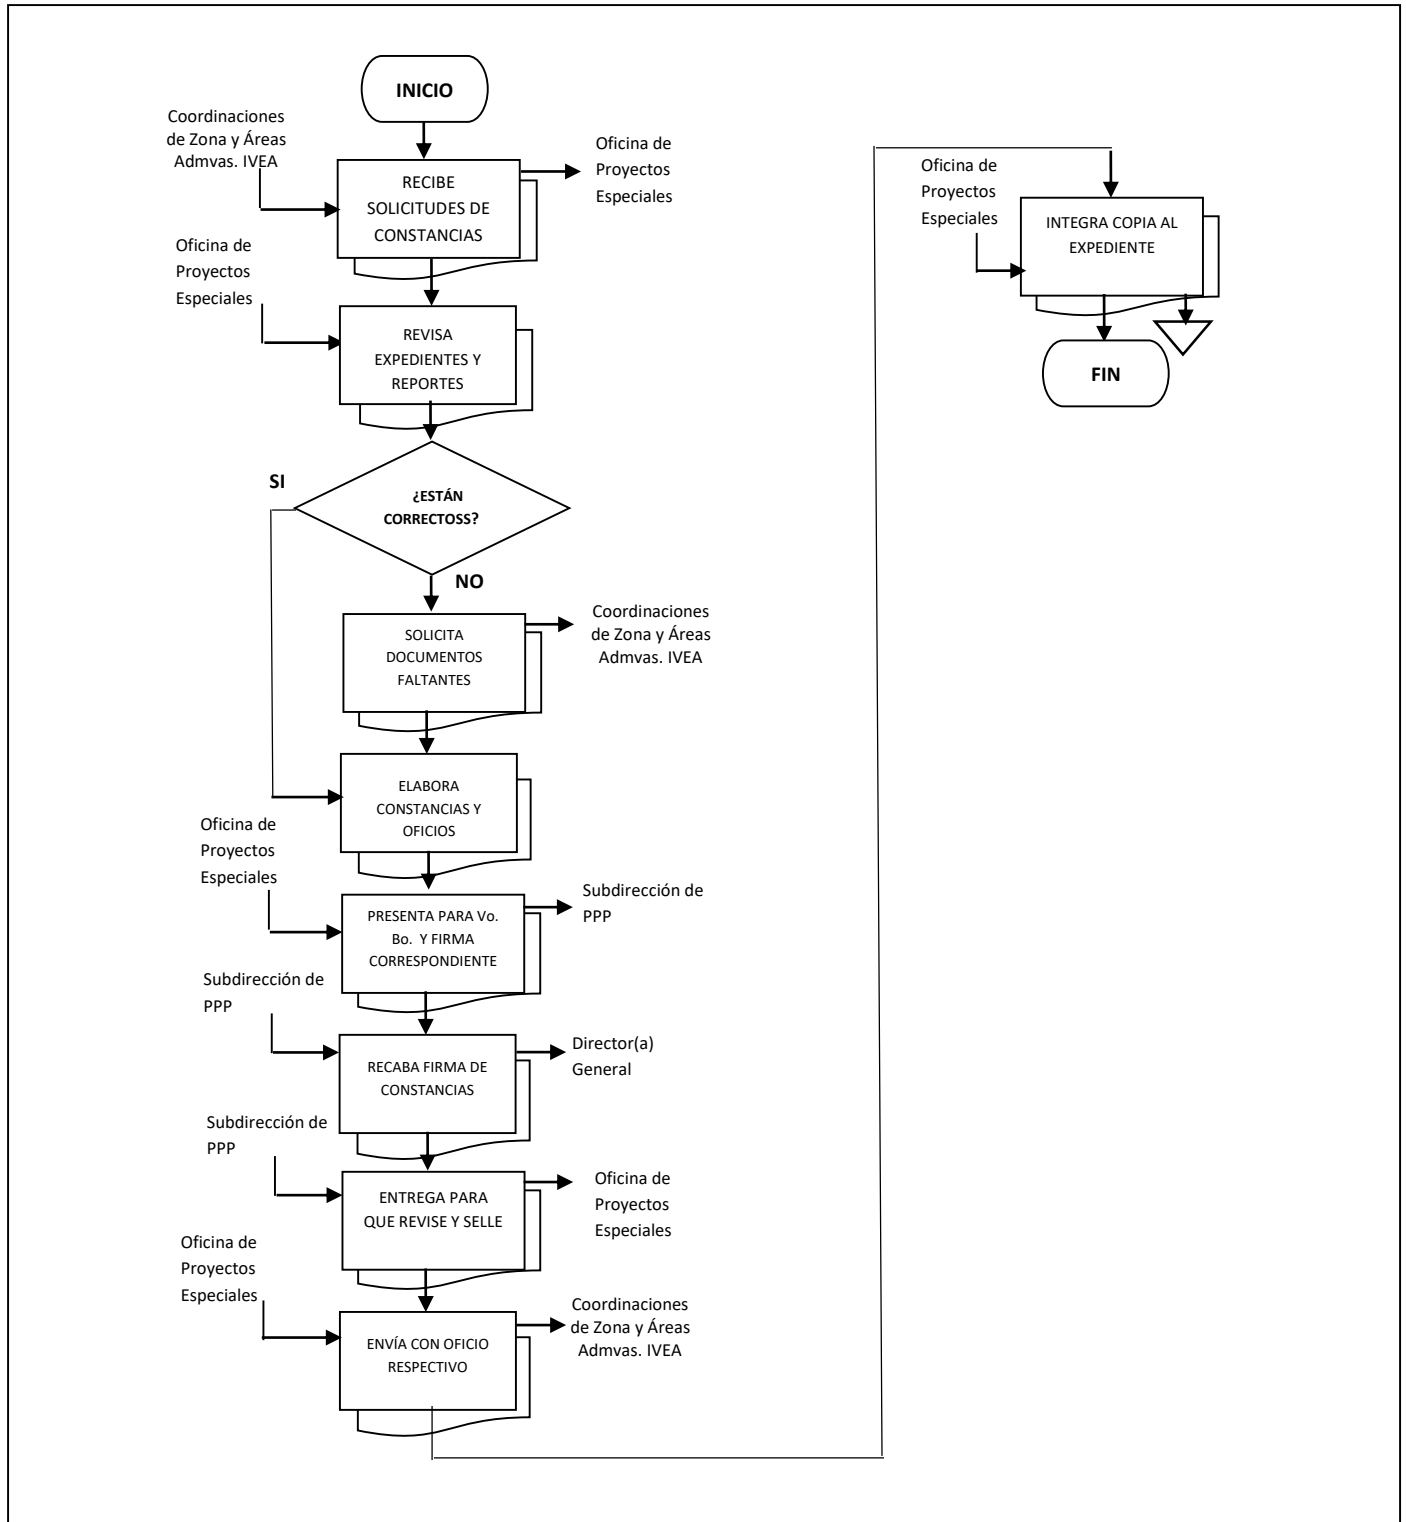 INICIO
Coordinaciones
de Zona y Áreas
Admvas. IVEA
RECIBE
SOLICITUDES DE
CONSTANCIAS
Oficina de
Proyectos
Especiales
Oficina de
Proyectos
Especiales
REVISA
EXPEDIENTES Y
REPORTES
SI
¿ESTÁN
CORRECTOSS?
NO
SOLICITA
DOCUMENTOS
FALTANTES
Coordinaciones
de Zona y Áreas
Admvas. IVEA
ELABORA
CONSTANCIAS Y
OFICIOS
Oficina de
Proyectos
Especiales
PRESENTA PARA Vo.
Bo. Y FIRMA
CORRESPONDIENTE
Subdirección de
PPP
Subdirección de
PPP
RECABA FIRMA DE
CONSTANCIAS
Director(a)
General
Subdirección de
PPP
ENTREGA PARA
QUE REVISE Y SELLE
Oficina de
Proyectos
Especiales
Oficina de
Proyectos
Especiales
ENVÍA CON OFICIO
RESPECTIVO
Coordinaciones
de Zona y Áreas
Admvas. IVEA
Oficina de
Proyectos
Especiales
INTEGRA COPIA AL
EXPEDIENTE
FIN